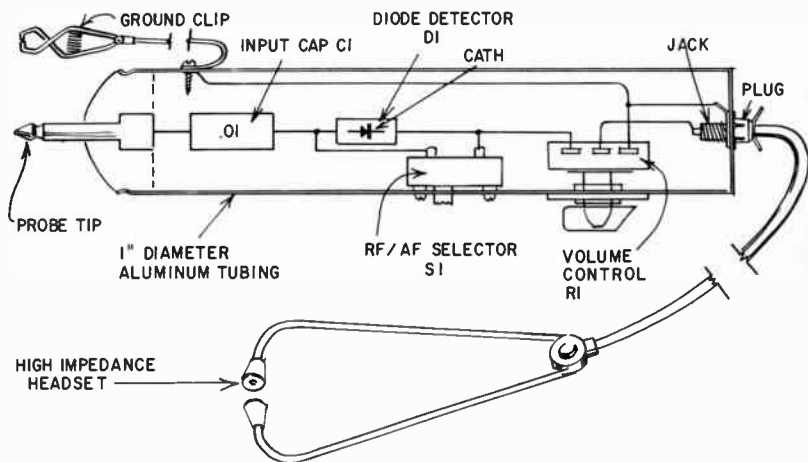 GROUND CLIP
INPUT CAP C1
DIODE DETECTOR
D1
CATH
JACK
PLUG
.01
PROBE TIP
1" DIAMETER
ALUMINUM TUBING
RF/AF SELECTOR
S1
VOLUME
CONTROL
R1
HIGH IMPEDANCE
HEADSET